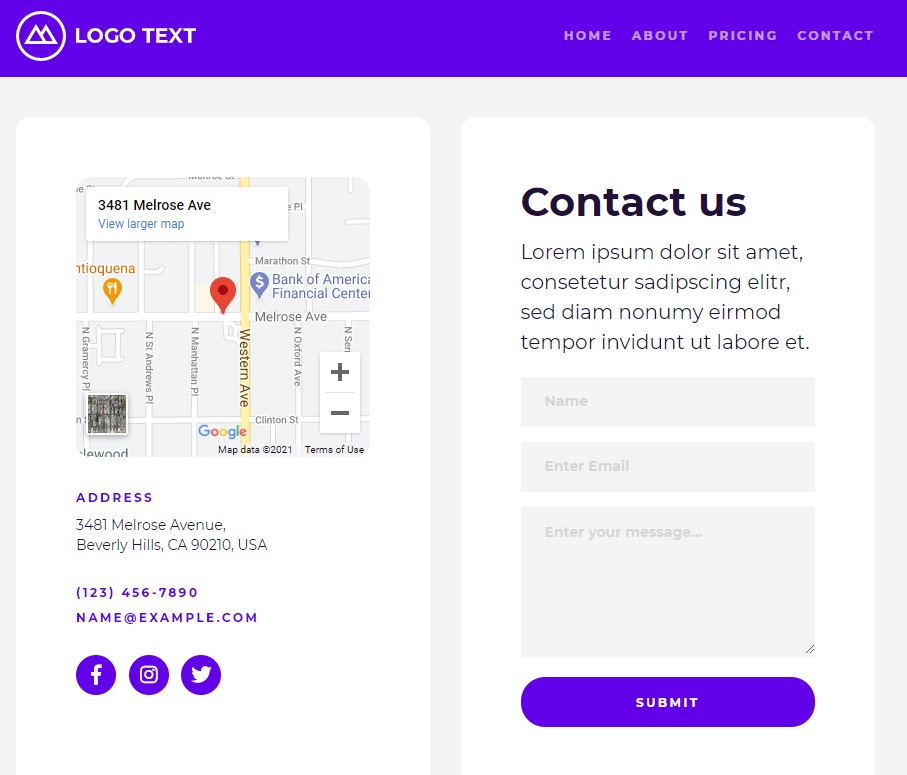 LOGO TEXT
HOME ABOUT PRICING CONTACT
3481 Melrose Ave
View larger map
e Pl
Marathon St
ntioquena
Bank of America
Financial Center
Melrose Ave
N Gramercy Pl
N St Andrews Pl
N Manhattan Pl
Western Ave
N Oxford Ave
N Ser
Clinton St
Google
lewood
Map data ©2021 Terms of Use
ADDRESS
3481 Melrose Avenue,
Beverly Hills, CA 90210, USA
(123) 456-7890
NAME@EXAMPLE.COM
Contact us
Lorem ipsum dolor sit amet,
consetetur sadipscing elitr,
sed diam nonumy eirmod
tempor invidunt ut labore et.
Name
Enter Email
Enter your message...
SUBMIT